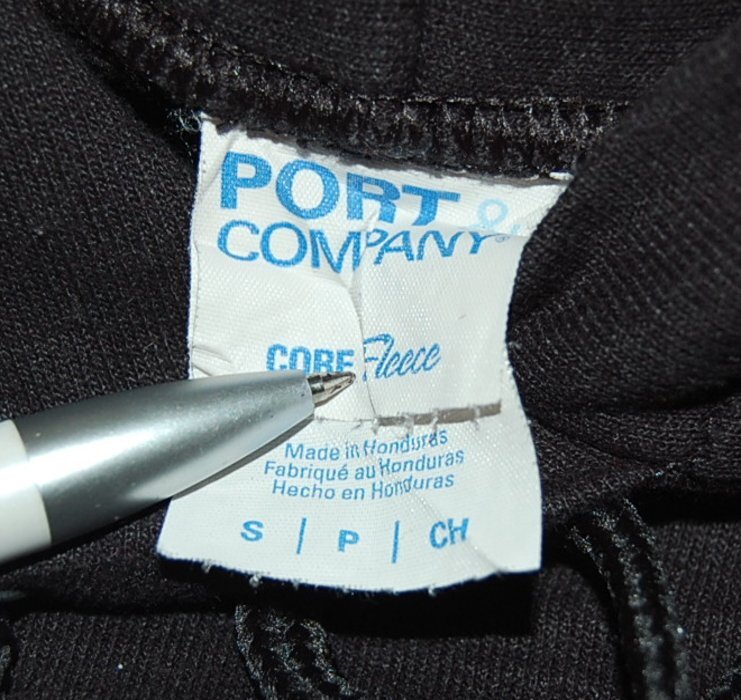 PORT &
COMPANY®
CORE Fleece
Made in Honduras
Fabriqué au Honduras
Hecho en Honduras
S | P | CH